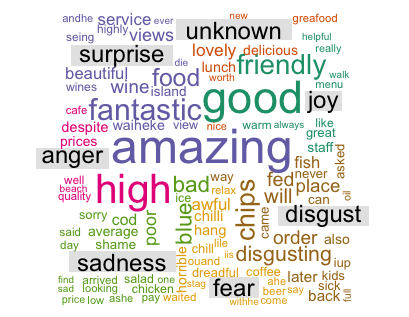 new
andhe service ever unknown greafood
seing highly views helpful
surprise lovely delicious really
die friendly
beautiful food lunch worth walk
wines wine island good menu
cafe fantastic joy
despite waiheke view nice warm always like
prices amazing great
anger staff
well high bad way fish asked
beach relax fed never place
quality ice chips will can oil
sorry cod poor blue awful chilli came disgust
said average hang order also
day shame chill lile
sadness horrible ouand iis disgusting iup
dreadful coffee later kids
find arrived salad one stag fear ahe sick
sad looking chicken beer say back full
price low ashe pay waited withhe come